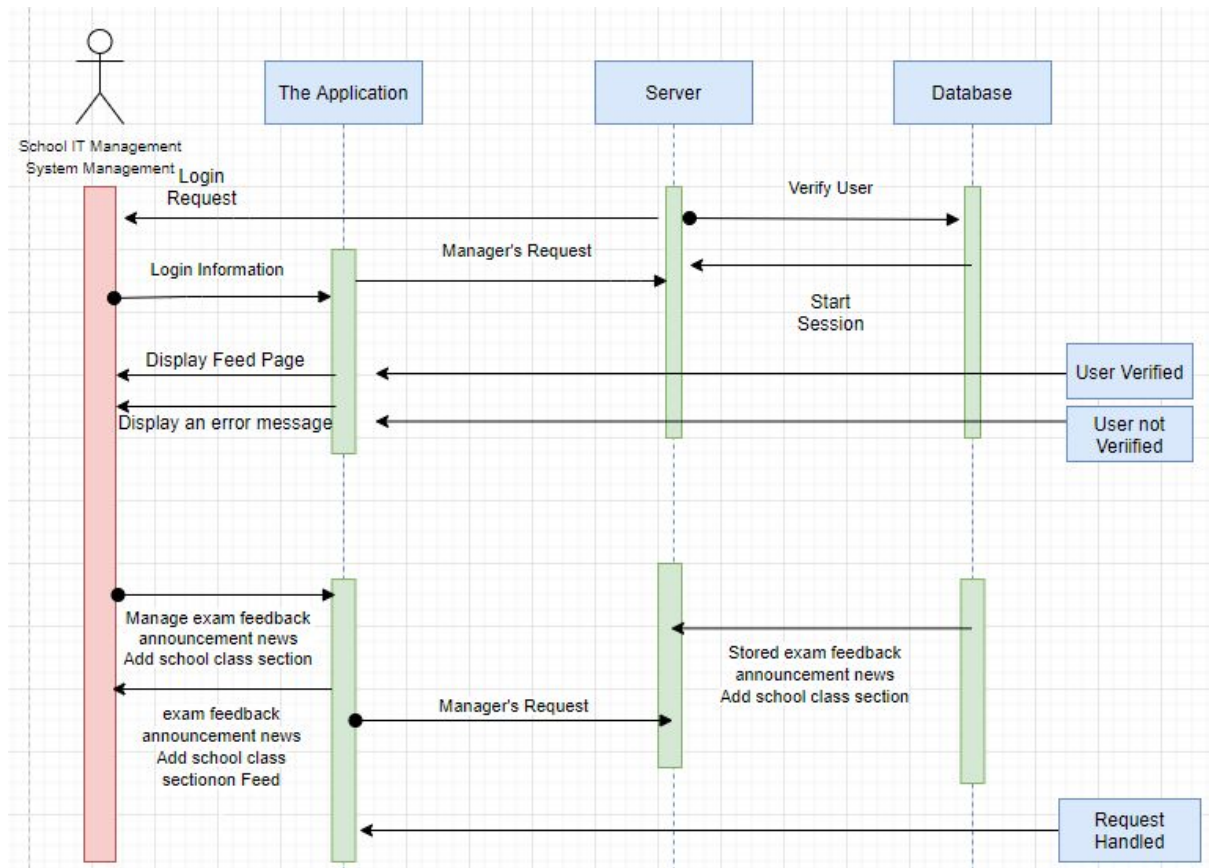 The Application
Server
Database
School IT Management
System Management
Login
Request
Verify User
Manager's Request
Login Information
Start
Session
Display Feed Page
User Verified
Display an error message
User not
Veriified
Manage exam feedback
announcement news
Add school class section
Stored exam feedback
announcement news
Add school class section
exam feedback
announcement news
Add school class
sectionon Feed
Manager's Request
Request
Handled